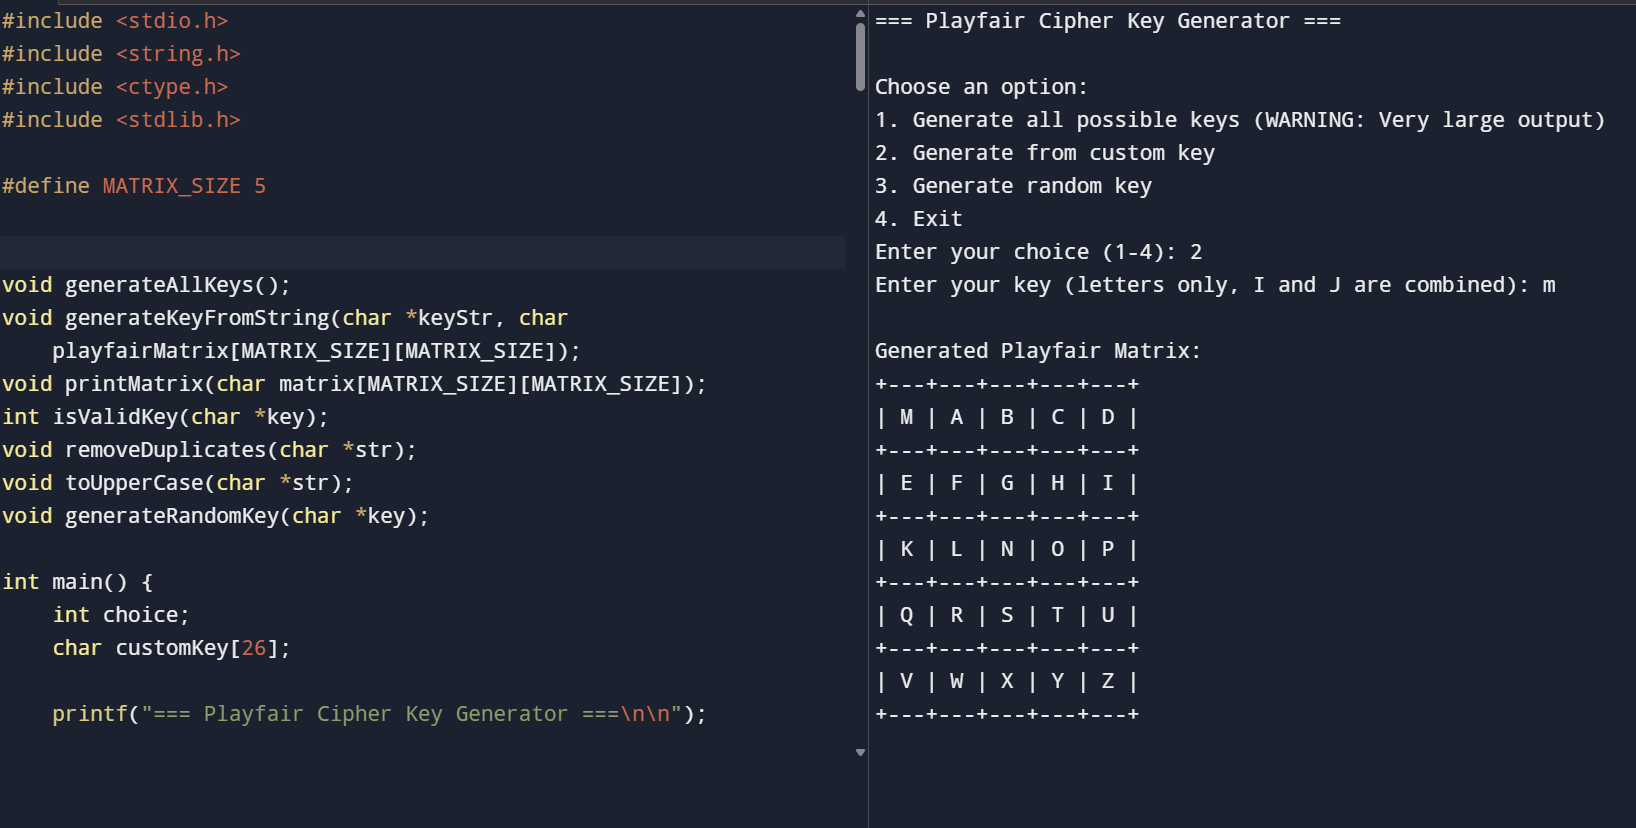 #include <stdio.h>
#include <string.h>
#include <ctype.h>
#include <stdlib.h>
#define MATRIX_SIZE 5
void generateAllKeys();
void generateKeyFromString(char *keyStr, char
    playfairMatrix[MATRIX_SIZE][MATRIX_SIZE]);
void printMatrix(char matrix[MATRIX_SIZE][MATRIX_SIZE]);
int isValidKey(char *key);
void removeDuplicates(char *str);
void toUpperCase(char *str);
void generateRandomKey(char *key);
int main() {
    int choice;
    char customKey[26];
    printf("=== Playfair Cipher Key Generator ===\n\n");
=== Playfair Cipher Key Generator ===
Choose an option:
1. Generate all possible keys (WARNING: Very large output)
2. Generate from custom key
3. Generate random key
4. Exit
Enter your choice (1-4): 2
Enter your key (letters only, I and J are combined): m
Generated Playfair Matrix:
+---+---+---+---+---+
| M | A | B | C | D |
+---+---+---+---+---+
| E | F | G | H | I |
+---+---+---+---+---+
| K | L | N | O | P |
+---+---+---+---+---+
| Q | R | S | T | U |
+---+---+---+---+---+
| V | W | X | Y | Z |
+---+---+---+---+---+